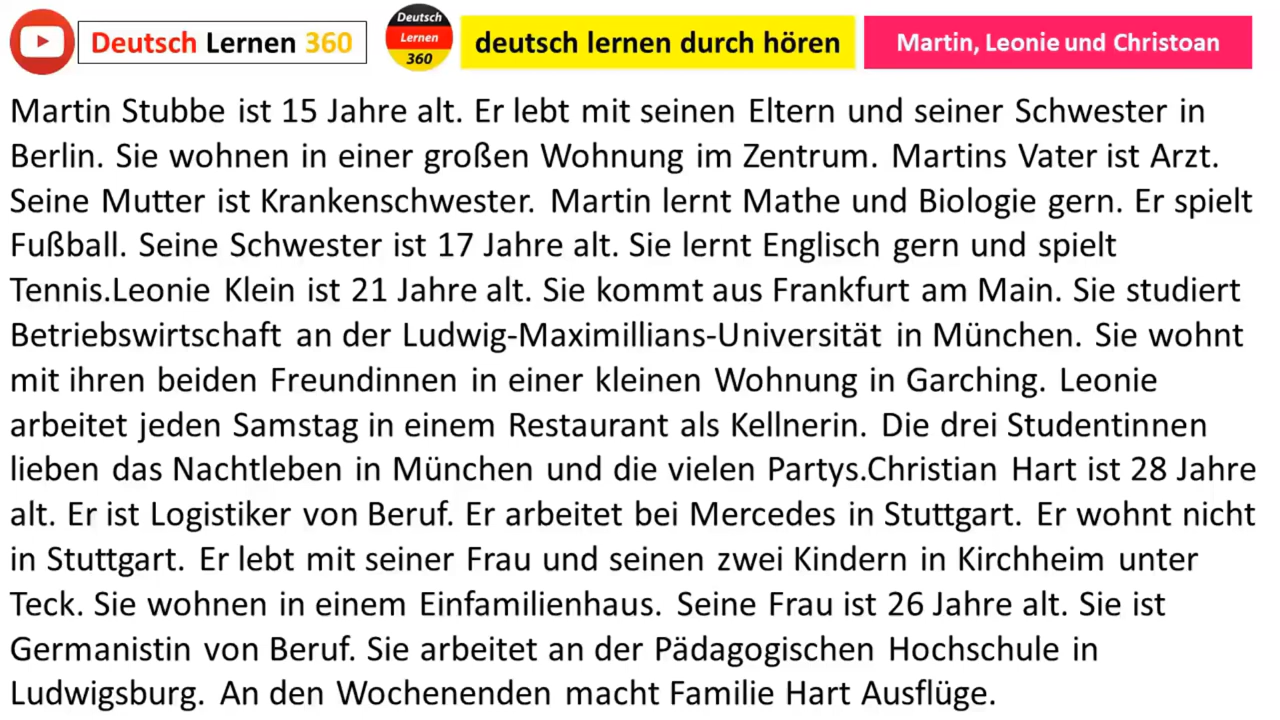 Deutsch Lernen 360
Deutsch
Lernen
360
deutsch lernen durch hören
Martin, Leonie und Christoan
Martin Stubbe ist 15 Jahre alt. Er lebt mit seinen Eltern und seiner Schwester in
Berlin. Sie wohnen in einer großen Wohnung im Zentrum. Martins Vater ist Arzt.
Seine Mutter ist Krankenschwester. Martin lernt Mathe und Biologie gern. Er spielt
Fußball. Seine Schwester ist 17 Jahre alt. Sie lernt Englisch gern und spielt
Tennis.Leonie Klein ist 21 Jahre alt. Sie kommt aus Frankfurt am Main. Sie studiert
Betriebswirtschaft an der Ludwig-Maximillians-Universität in München. Sie wohnt
mit ihren beiden Freundinnen in einer kleinen Wohnung in Garching. Leonie
arbeitet jeden Samstag in einem Restaurant als Kellnerin. Die drei Studentinnen
lieben das Nachtleben in München und die vielen Partys.Christian Hart ist 28 Jahre
alt. Er ist Logistiker von Beruf. Er arbeitet bei Mercedes in Stuttgart. Er wohnt nicht
in Stuttgart. Er lebt mit seiner Frau und seinen zwei Kindern in Kirchheim unter
Teck. Sie wohnen in einem Einfamilienhaus. Seine Frau ist 26 Jahre alt. Sie ist
Germanistin von Beruf. Sie arbeitet an der Pädagogischen Hochschule in
Ludwigsburg. An den Wochenenden macht Familie Hart Ausflüge.